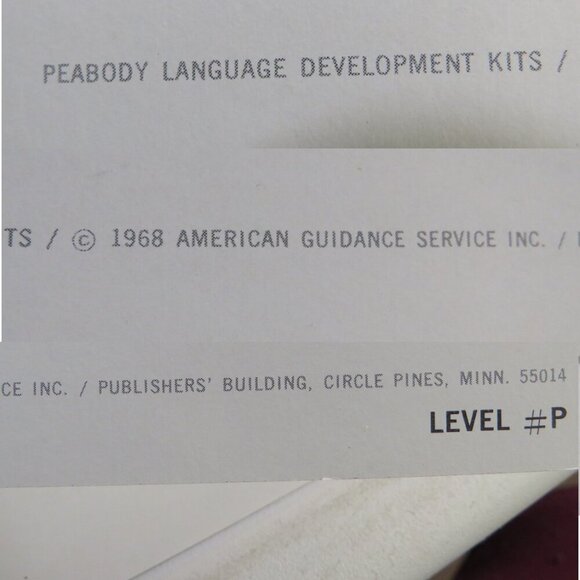 PEABODY LANGUAGE DEVELOPMENT KITS /
TS / © 1968 AMERICAN GUIDANCE SERVICE INC. /
CE INC. / PUBLISHERS' BUILDING, CIRCLE PINES, MINN. 55014
LEVEL #P